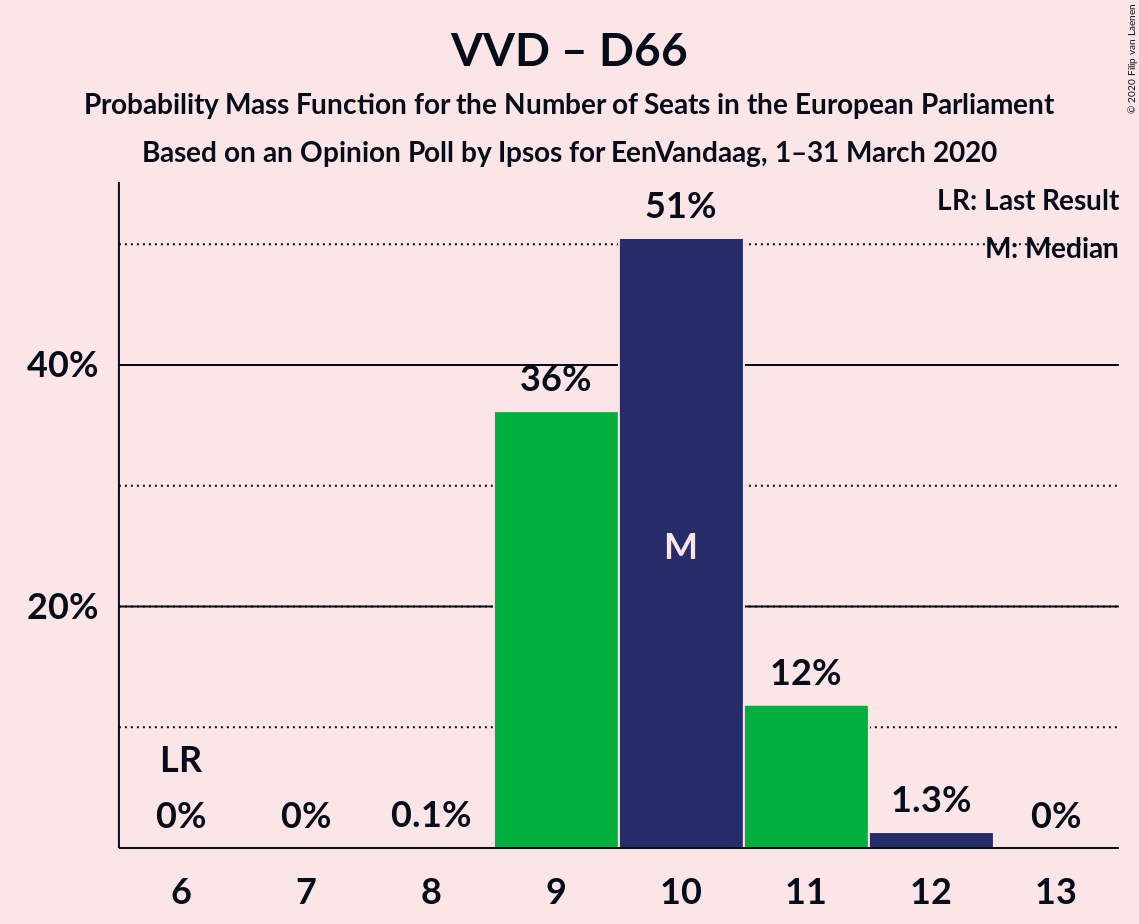 VVD – D66
Probability Mass Function for the Number of Seats in the European Parliament
Based on an Opinion Poll by Ipsos for EenVandaag, 1–31 March 2020
© 2020 Filip van Laenen
LR: Last Result
M: Median
51%
40%
36%
M
20%
12%
LR
0%
0%
0.1%
1.3%
0%
6
7
8
9
10
11
12
13